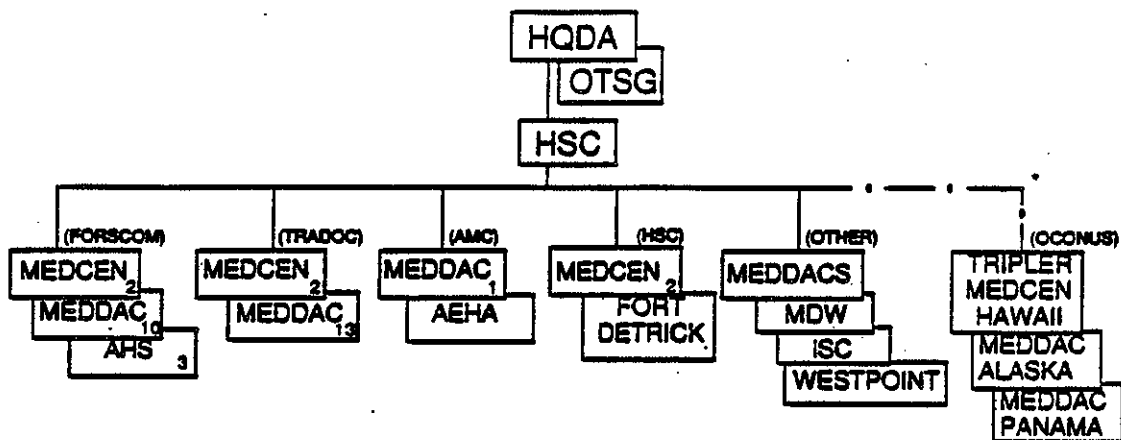 HQDA
OTSG
HSC
(FORSCOM)
MEDCEN 2
MEDDAC 10
AHS 3
(TRADOC)
MEDCEN 2
MEDDAC 13
(AMC)
MEDDAC 1
AEHA
(HSC)
MEDCEN 2
FORT
DETRICK
(OTHER)
MEDDACS
MDW
ISC
WESTPOINT
(OCONUS)
TRIPLER
MEDCEN
HAWAII
MEDDAC
ALASKA
MEDDAC
PANAMA